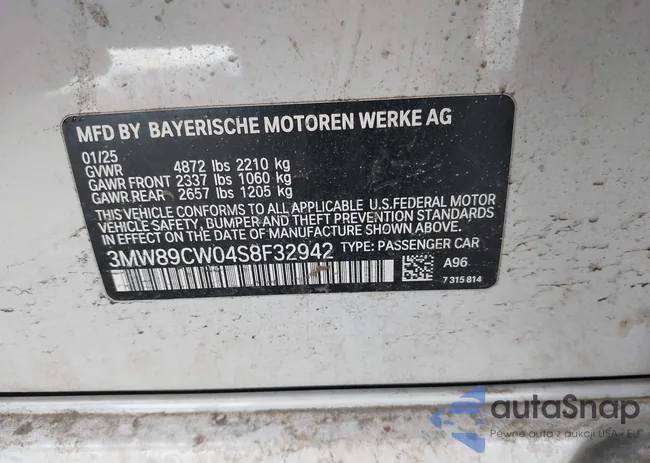 MFD BY BAYERISCHE MOTOREN WERKE AG
01/25
GVWR 4872 lbs 2210 kg
GAWR FRONT 2337 lbs 1060 kg
GAWR REAR 2657 lbs 1205 kg
THIS VEHICLE CONFORMS TO ALL APPLICABLE U.S.FEDERAL MOTOR
VEHICLE SAFETY, BUMPER, AND THEFT PREVENTION STANDARDS
IN EFFECT ON THE DATE OF MANUFACTURE SHOWN ABOVE.
3MW89CW04S8F32942 TYPE: PASSENGER CAR
A96
7 315 814
autaSnap
Pewne auta z aukcji USA i EU